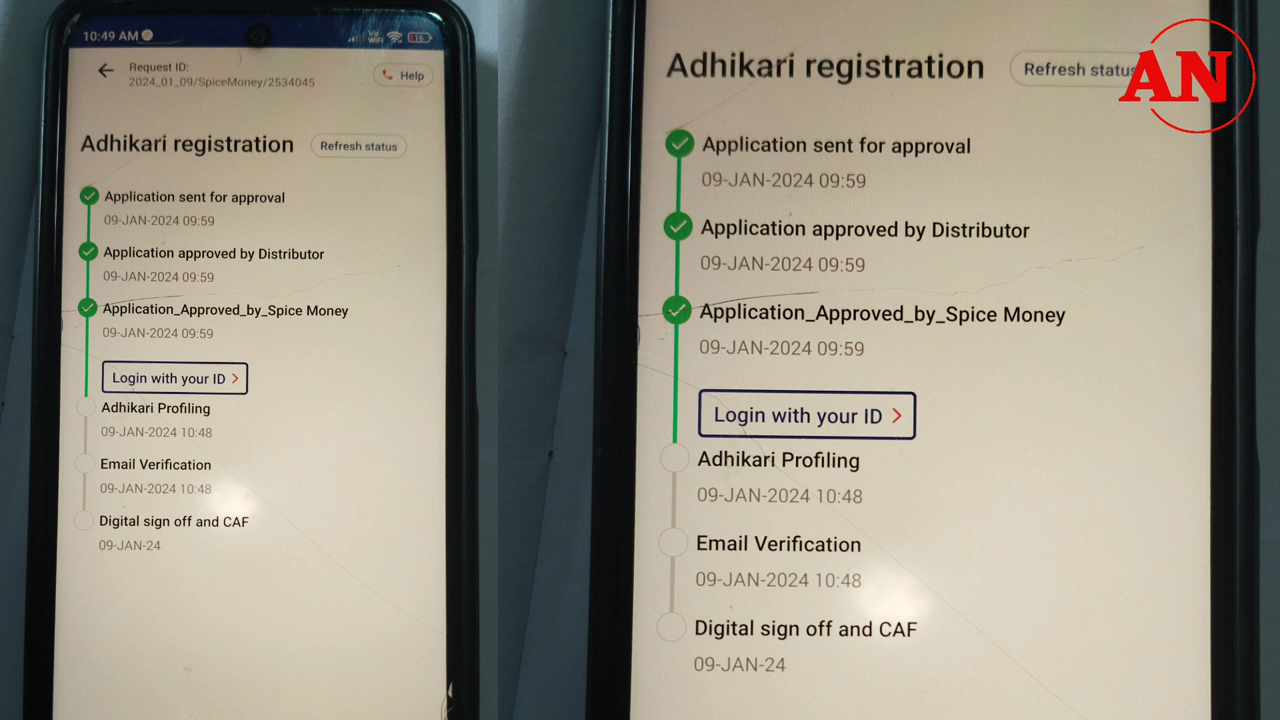 10:49 AM
Vo
WiFi
16
Request ID:
2024_01_09/SpiceMoney/2534045
Help
Adhikari registration
Refresh status
Application sent for approval
09-JAN-2024 09:59
Application approved by Distributor
09-JAN-2024 09:59
Application_Approved_by_Spice Money
09-JAN-2024 09:59
Login with your ID >
Adhikari Profiling
09-JAN-2024 10:48
Email Verification
09-JAN-2024 10:48
Digital sign off and CAF
09-JAN-24
Adhikari registration
Refresh status
AN
Application sent for approval
09-JAN-2024 09:59
Application approved by Distributor
09-JAN-2024 09:59
Application_Approved_by_Spice Money
09-JAN-2024 09:59
Login with your ID >
Adhikari Profiling
09-JAN-2024 10:48
Email Verification
09-JAN-2024 10:48
Digital sign off and CAF
09-JAN-24